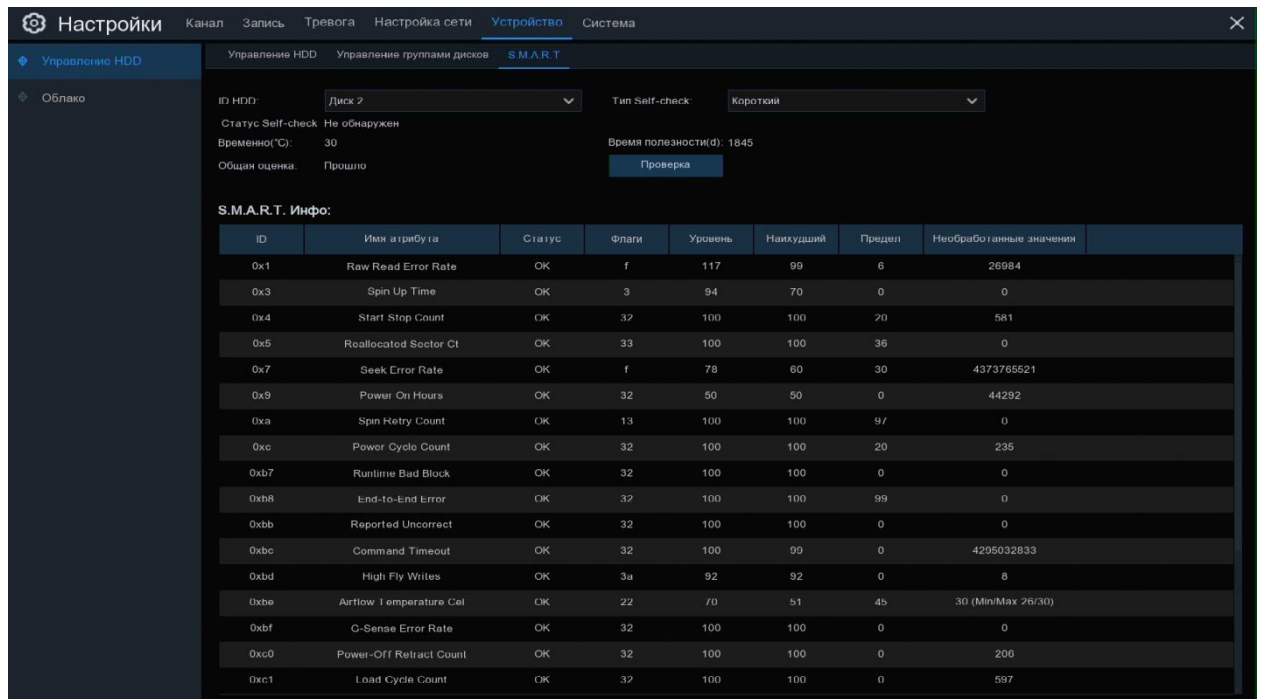 Настройки Канал Запись Тревога Настройка сети Устройство Система
Управление HDD Управление HDD Управление группами дисков S.M.A.R.T
Облако
ID HDD: Диск 2 Тип Self-check: Короткий
Статус Self-check Не обнаружен
Временно(°C): 30 Время полезности(d): 1845
Общая оценка. Прошло Проверка
S.M.A.R.T. Инфо:
ID Имя атрибута Статус Флаги Уровень Наихудший Предел Необработанные значения
0x1 Raw Read Error Rate OK f 117 99 6 26984
0x3 Spin Up Time OK 3 94 70 0 0
0x4 Start Stop Count OK 32 100 100 20 581
0x5 Reallocated Sector Ct OK 33 100 100 36 0
0x7 Seek Error Rate OK f 78 60 30 4373765521
0x9 Power On Hours OK 32 50 50 0 44292
0xa Spin Retry Count OK 13 100 100 97 0
0xc Power Cycle Count OK 32 100 100 20 235
0xb7 Runtime Bad Block OK 32 100 100 0 0
0xb8 End-to-End Error OK 32 100 100 99 0
0xbb Reported Uncorrect OK 32 100 100 0 0
0xbc Command Timeout OK 32 100 99 0 4295032833
0xbd High Fly Writes OK 3a 92 92 0 8
0xbe Airflow Temperature Cel OK 22 70 51 45 30 (Min/Max 26/30)
0xbf G-Sense Error Rate OK 32 100 100 0 0
0xc0 Power-Off Retract Count OK 32 100 100 0 206
0xc1 Load Cycle Count OK 32 100 100 0 597